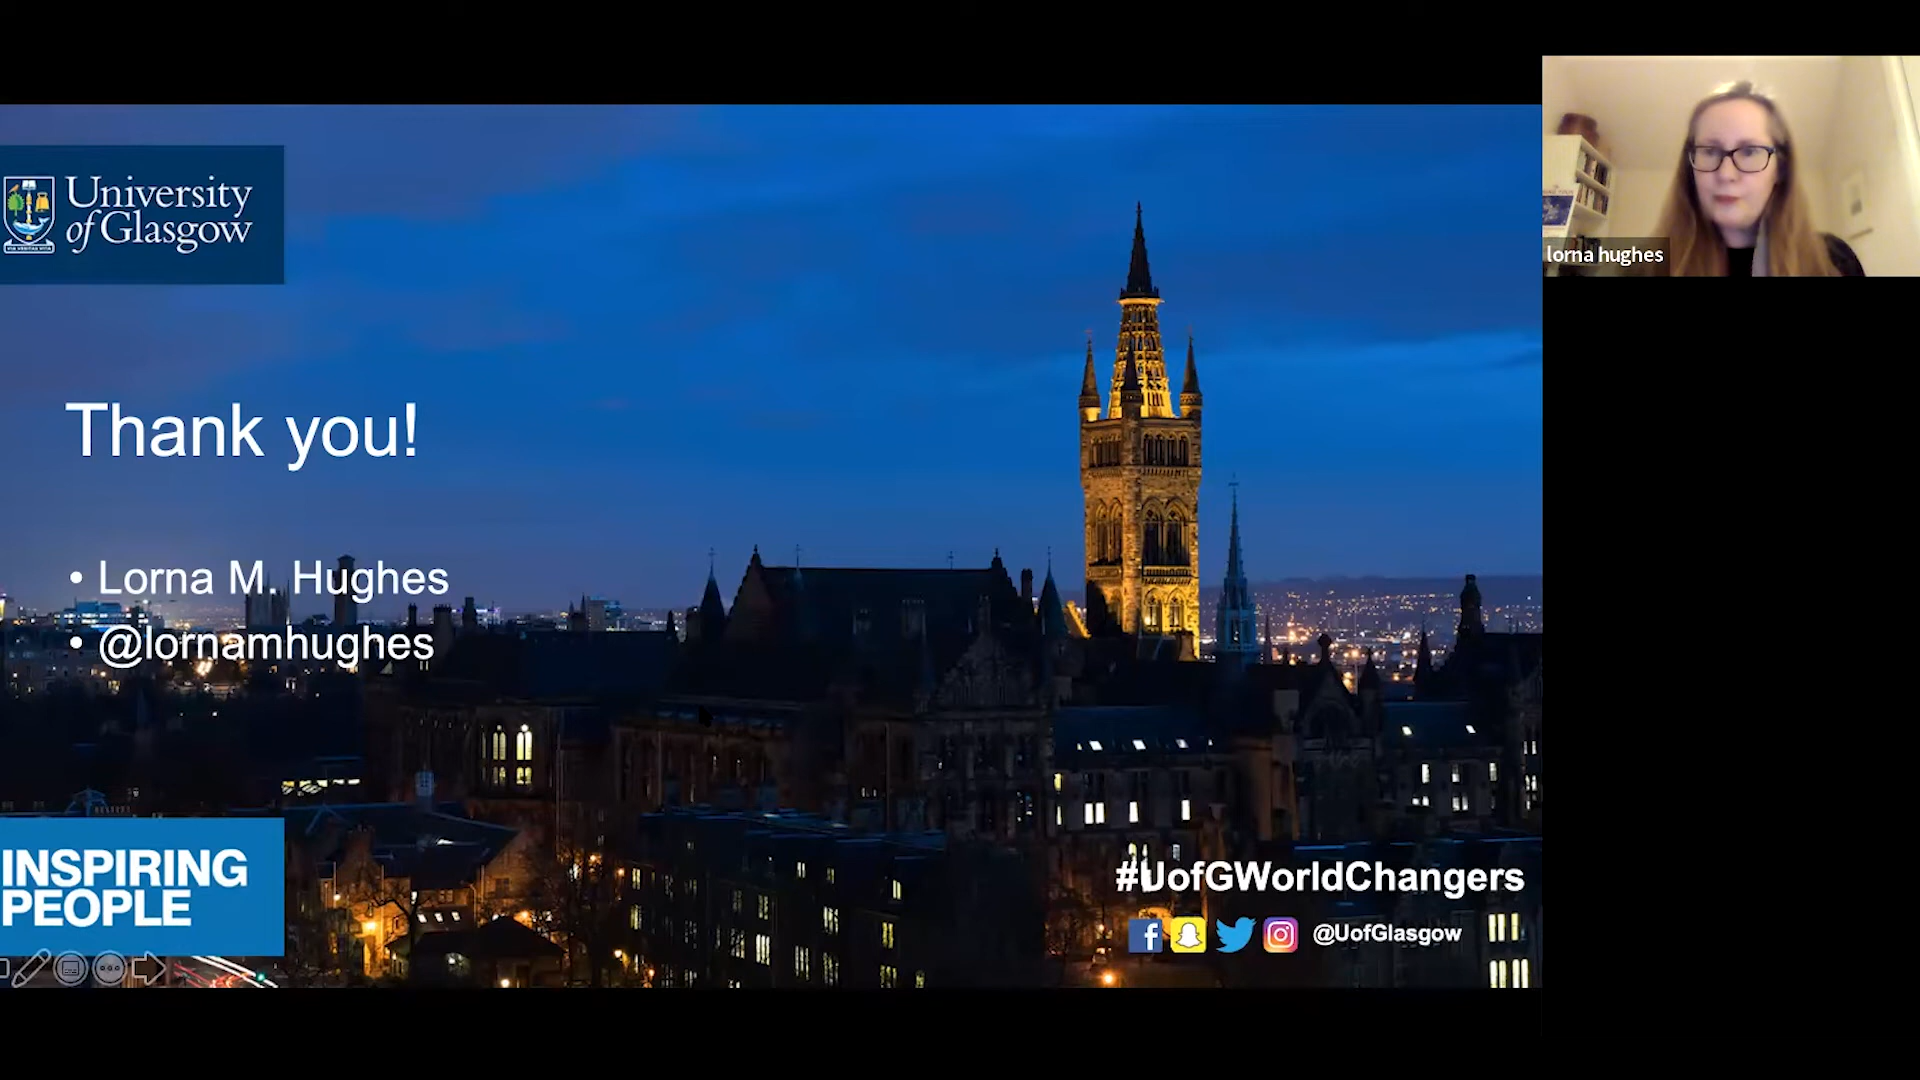 University
of Glasgow
lorna hughes
Thank you!
• Lorna M. Hughes
• @lornamhughes
INSPIRING
PEOPLE
#UofGWorldChangers
@UofGlasgow